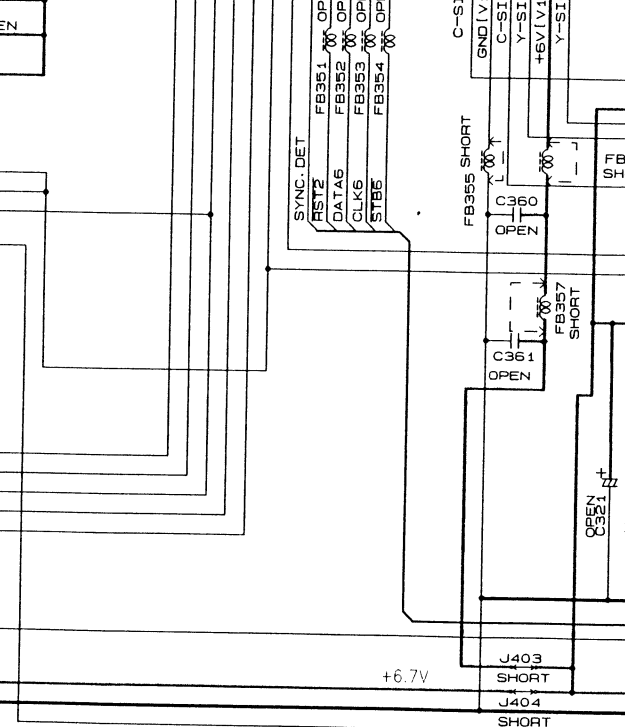 EN
FB351 OP
FB352 OP
FB353 OP
FB354 OP
C-SI
GND[V
C-SI
Y-SI
+6V[V1
Y-SI
SYNC.DET
RST2
DATA6
CLK6
STB6
FB355 SHORT
FB
SH
C360
OPEN
FB357
SHORT
C361
OPEN
+
OPEN
C321
J403
SHORT
+6.7V
J404
SHORT